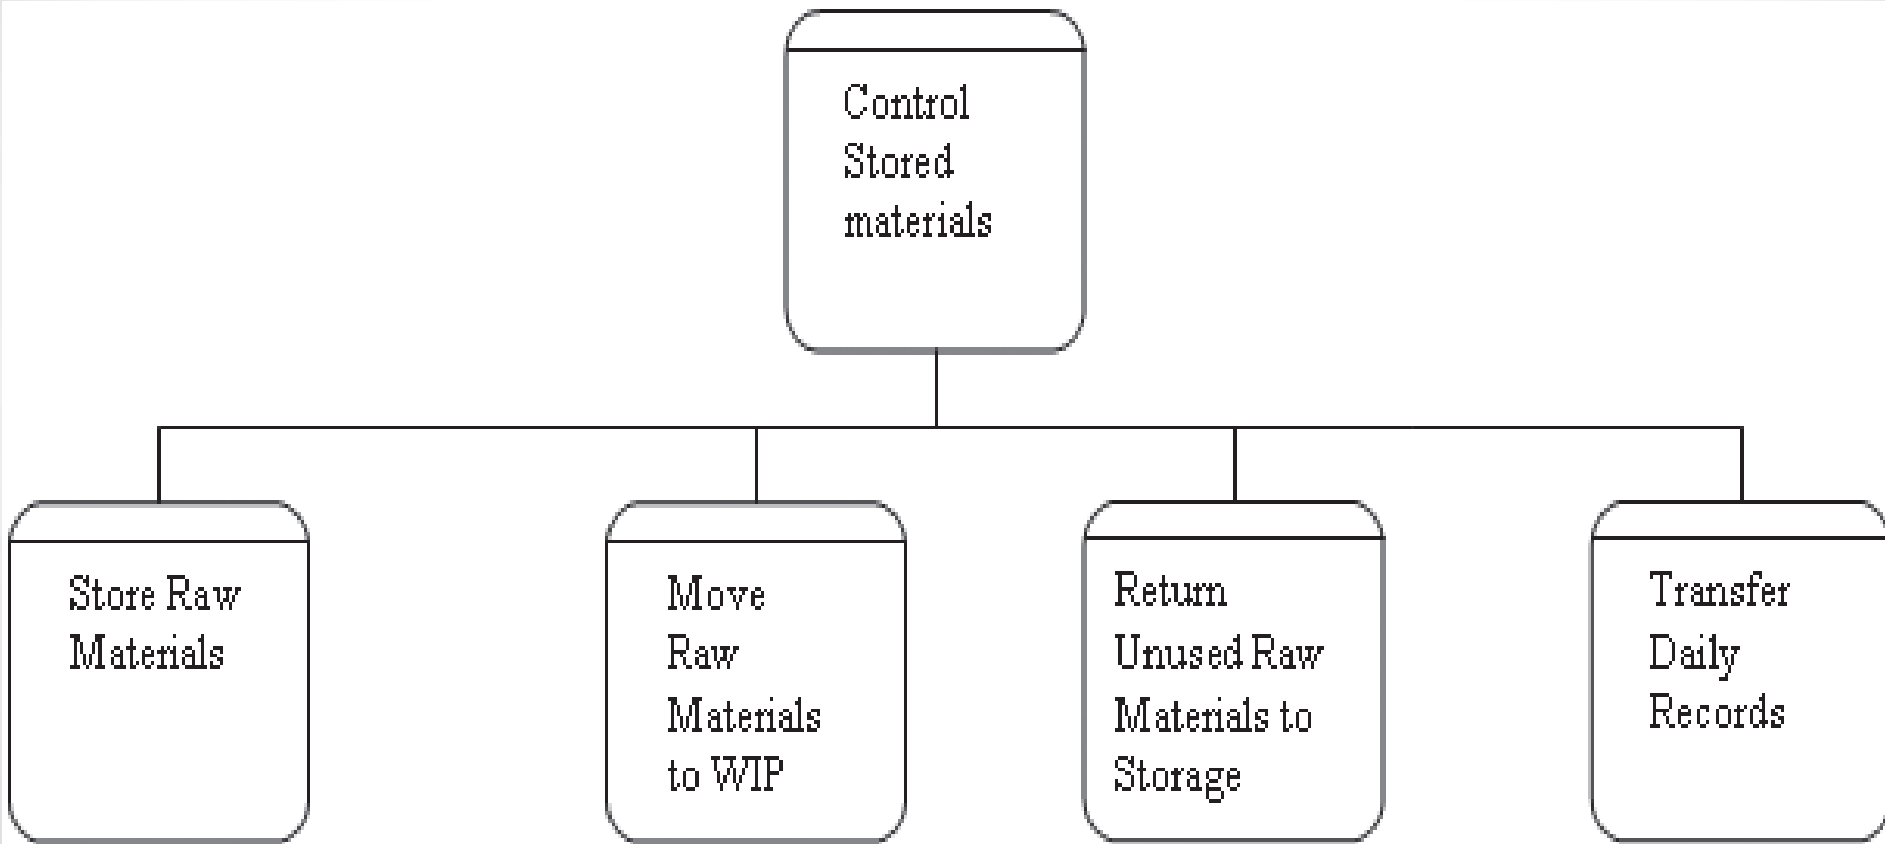 Control
Stored
materials
Store Raw
Materials
Move
Raw
Materials
to WIP
Return
Unused Raw
Materials to
Storage
Transfer
Daily
Records